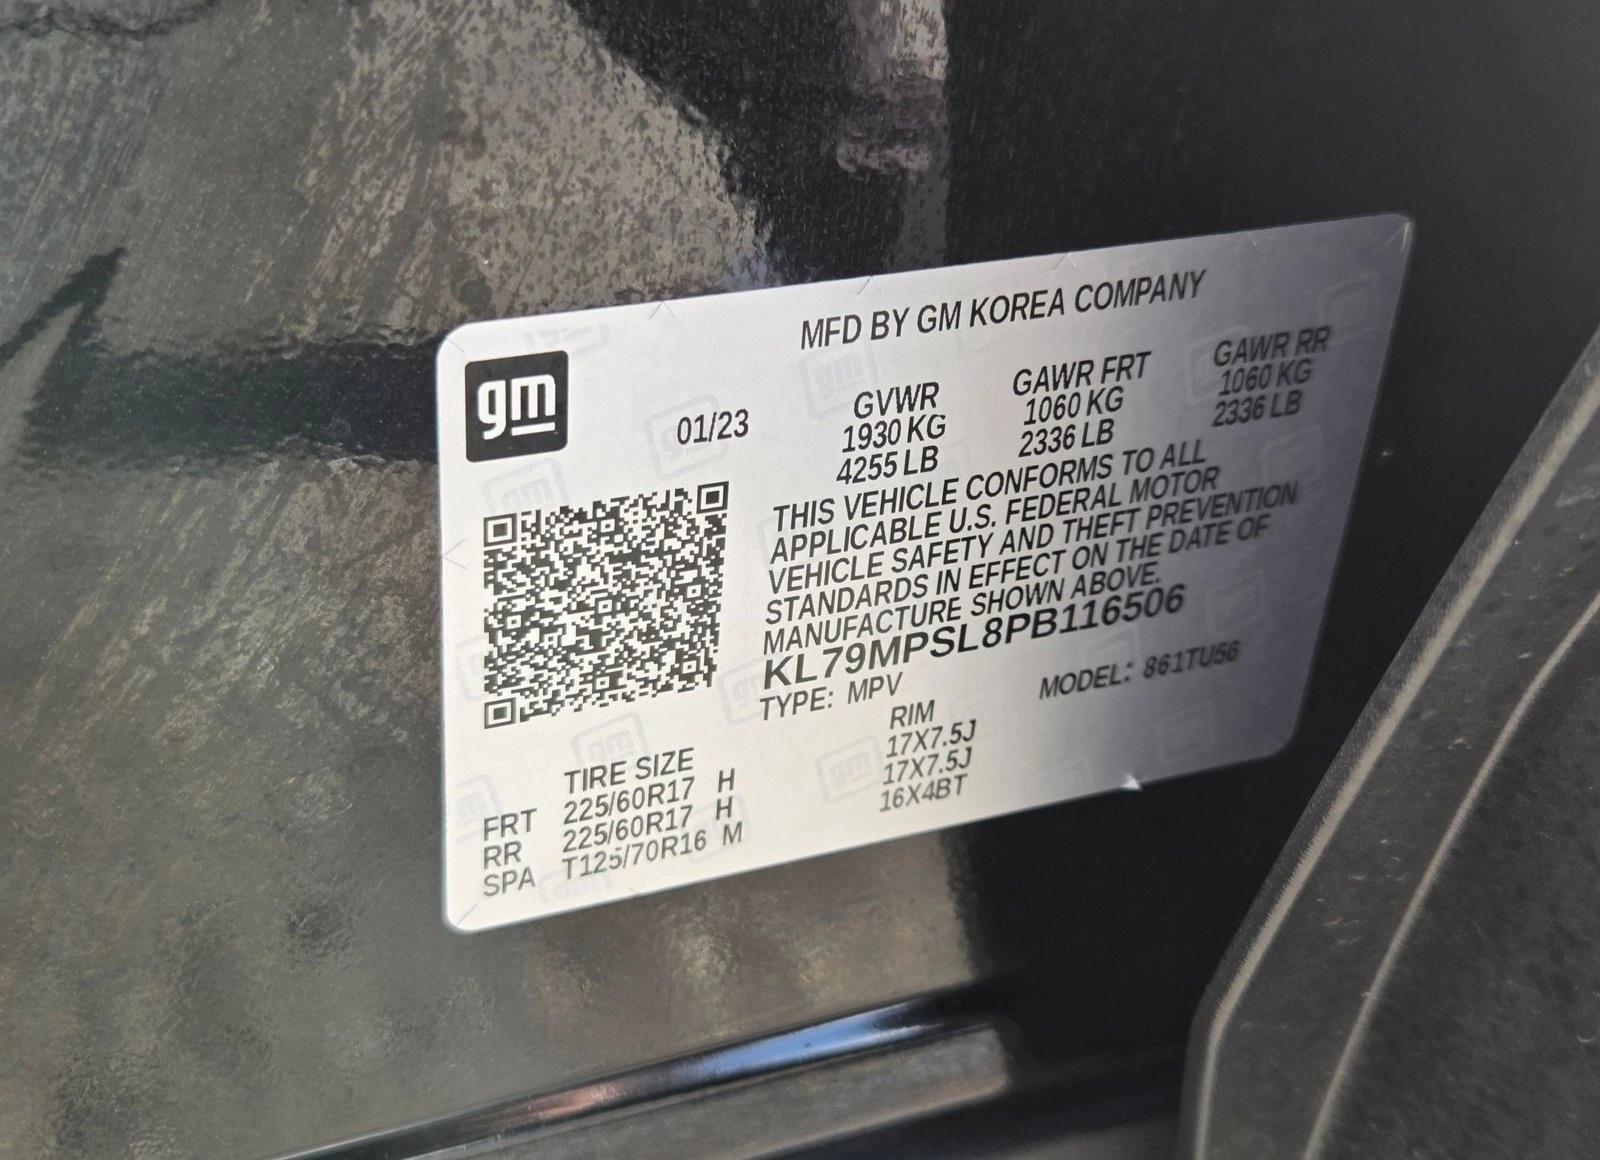 gm
MFD BY GM KOREA COMPANY
01/23
GVWR GAWR FRT GAWR RR
1930 KG 1060 KG 1060 KG
4255 LB 2336 LB 2336 LB
THIS VEHICLE CONFORMS TO ALL
APPLICABLE U.S. FEDERAL MOTOR
VEHICLE SAFETY AND THEFT PREVENTION
STANDARDS IN EFFECT ON THE DATE OF
MANUFACTURE SHOWN ABOVE.
KL79MPSL8PB116506
TYPE: MPV MODEL: 861TU56
TIRE SIZE RIM
FRT 225/60R17 H 17X7.5J
RR 225/60R17 H 17X7.5J
SPA T125/70R16 M 16X4BT